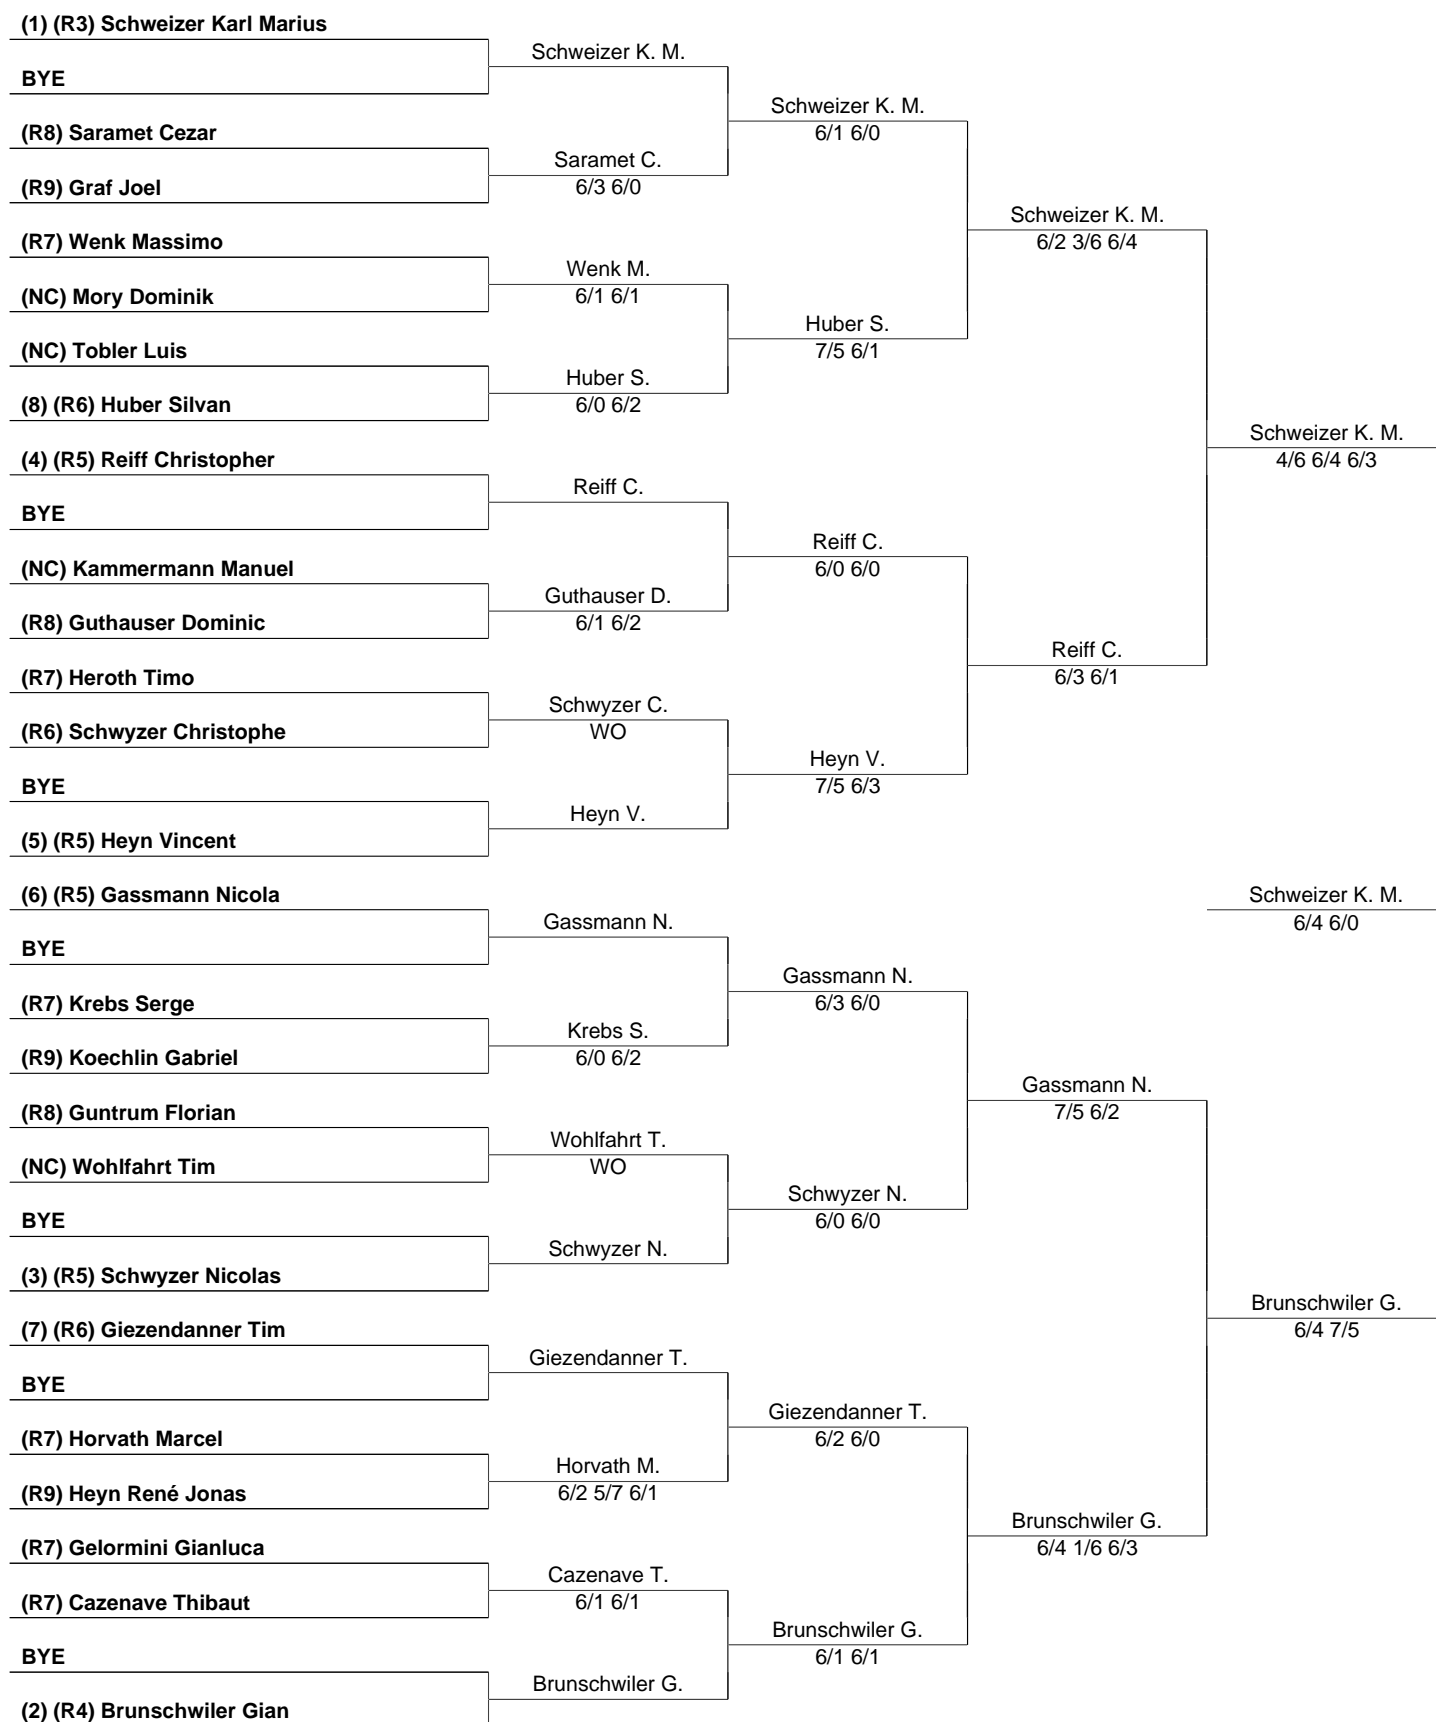 (1) (R3) Schweizer Karl Marius
Schweizer K. M.
BYE
Schweizer K. M.
6/1 6/0
(R8) Saramet Cezar
Saramet C.
6/3 6/0
(R9) Graf Joel
Schweizer K. M.
6/2 3/6 6/4
(R7) Wenk Massimo
Wenk M.
6/1 6/1
(NC) Mory Dominik
Huber S.
7/5 6/1
(NC) Tobler Luis
Huber S.
6/0 6/2
(8) (R6) Huber Silvan
Schweizer K. M.
4/6 6/4 6/3
(4) (R5) Reiff Christopher
Reiff C.
BYE
Reiff C.
6/0 6/0
(NC) Kammermann Manuel
Guthauser D.
6/1 6/2
(R8) Guthauser Dominic
Reiff C.
6/3 6/1
(R7) Heroth Timo
Schwyzer C.
WO
(R6) Schwyzer Christophe
Heyn V.
7/5 6/3
BYE
Heyn V.
(5) (R5) Heyn Vincent
(6) (R5) Gassmann Nicola
Schweizer K. M.
6/4 6/0
Gassmann N.
BYE
Gassmann N.
6/3 6/0
(R7) Krebs Serge
Krebs S.
6/0 6/2
(R9) Koechlin Gabriel
Gassmann N.
7/5 6/2
(R8) Guntrum Florian
Wohlfahrt T.
WO
(NC) Wohlfahrt Tim
Schwyzer N.
6/0 6/0
BYE
Schwyzer N.
(3) (R5) Schwyzer Nicolas
Brunschwiler G.
6/4 7/5
(7) (R6) Giezendanner Tim
Giezendanner T.
BYE
Giezendanner T.
6/2 6/0
(R7) Horvath Marcel
Horvath M.
6/2 5/7 6/1
(R9) Heyn René Jonas
Brunschwiler G.
6/4 1/6 6/3
(R7) Gelormini Gianluca
Cazenave T.
6/1 6/1
(R7) Cazenave Thibaut
Brunschwiler G.
6/1 6/1
BYE
Brunschwiler G.
(2) (R4) Brunschwiler Gian